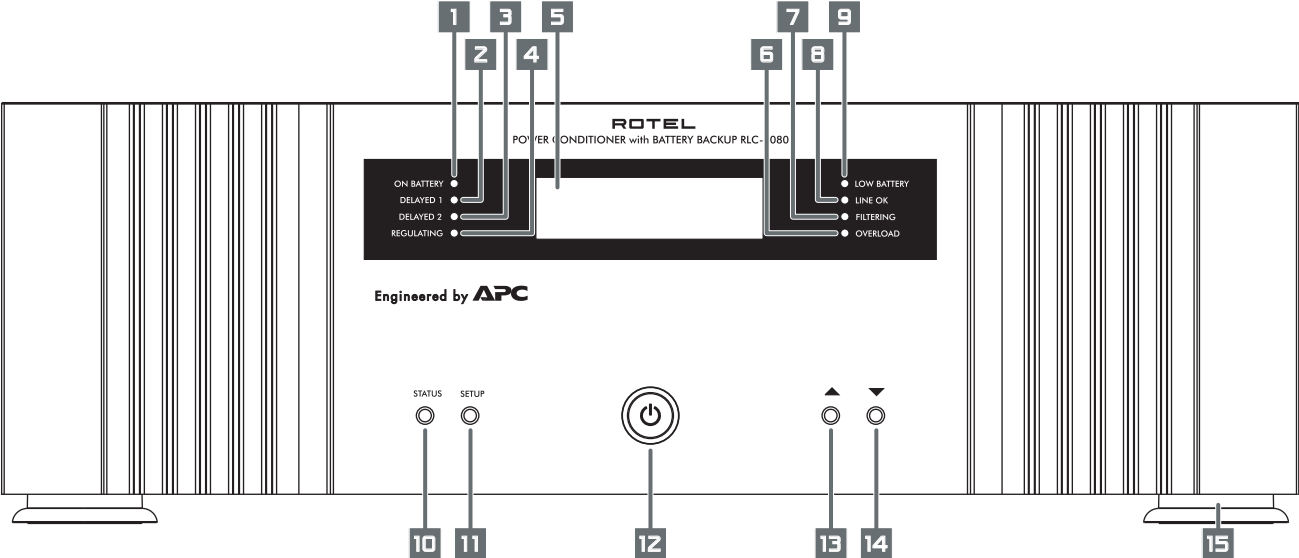 1 3 5 7 9
2 4 6 8
ROTEL
CONDITIONER with BATTERY BACKUP
ON BATTERY
DELAYED 1
DELAYED 2
REGULATING
LOW BATTERY
LINE OK
FILTERING
OVERLOAD
Engineered by APC
STATUS SETUP
10 11 12 13 14 15